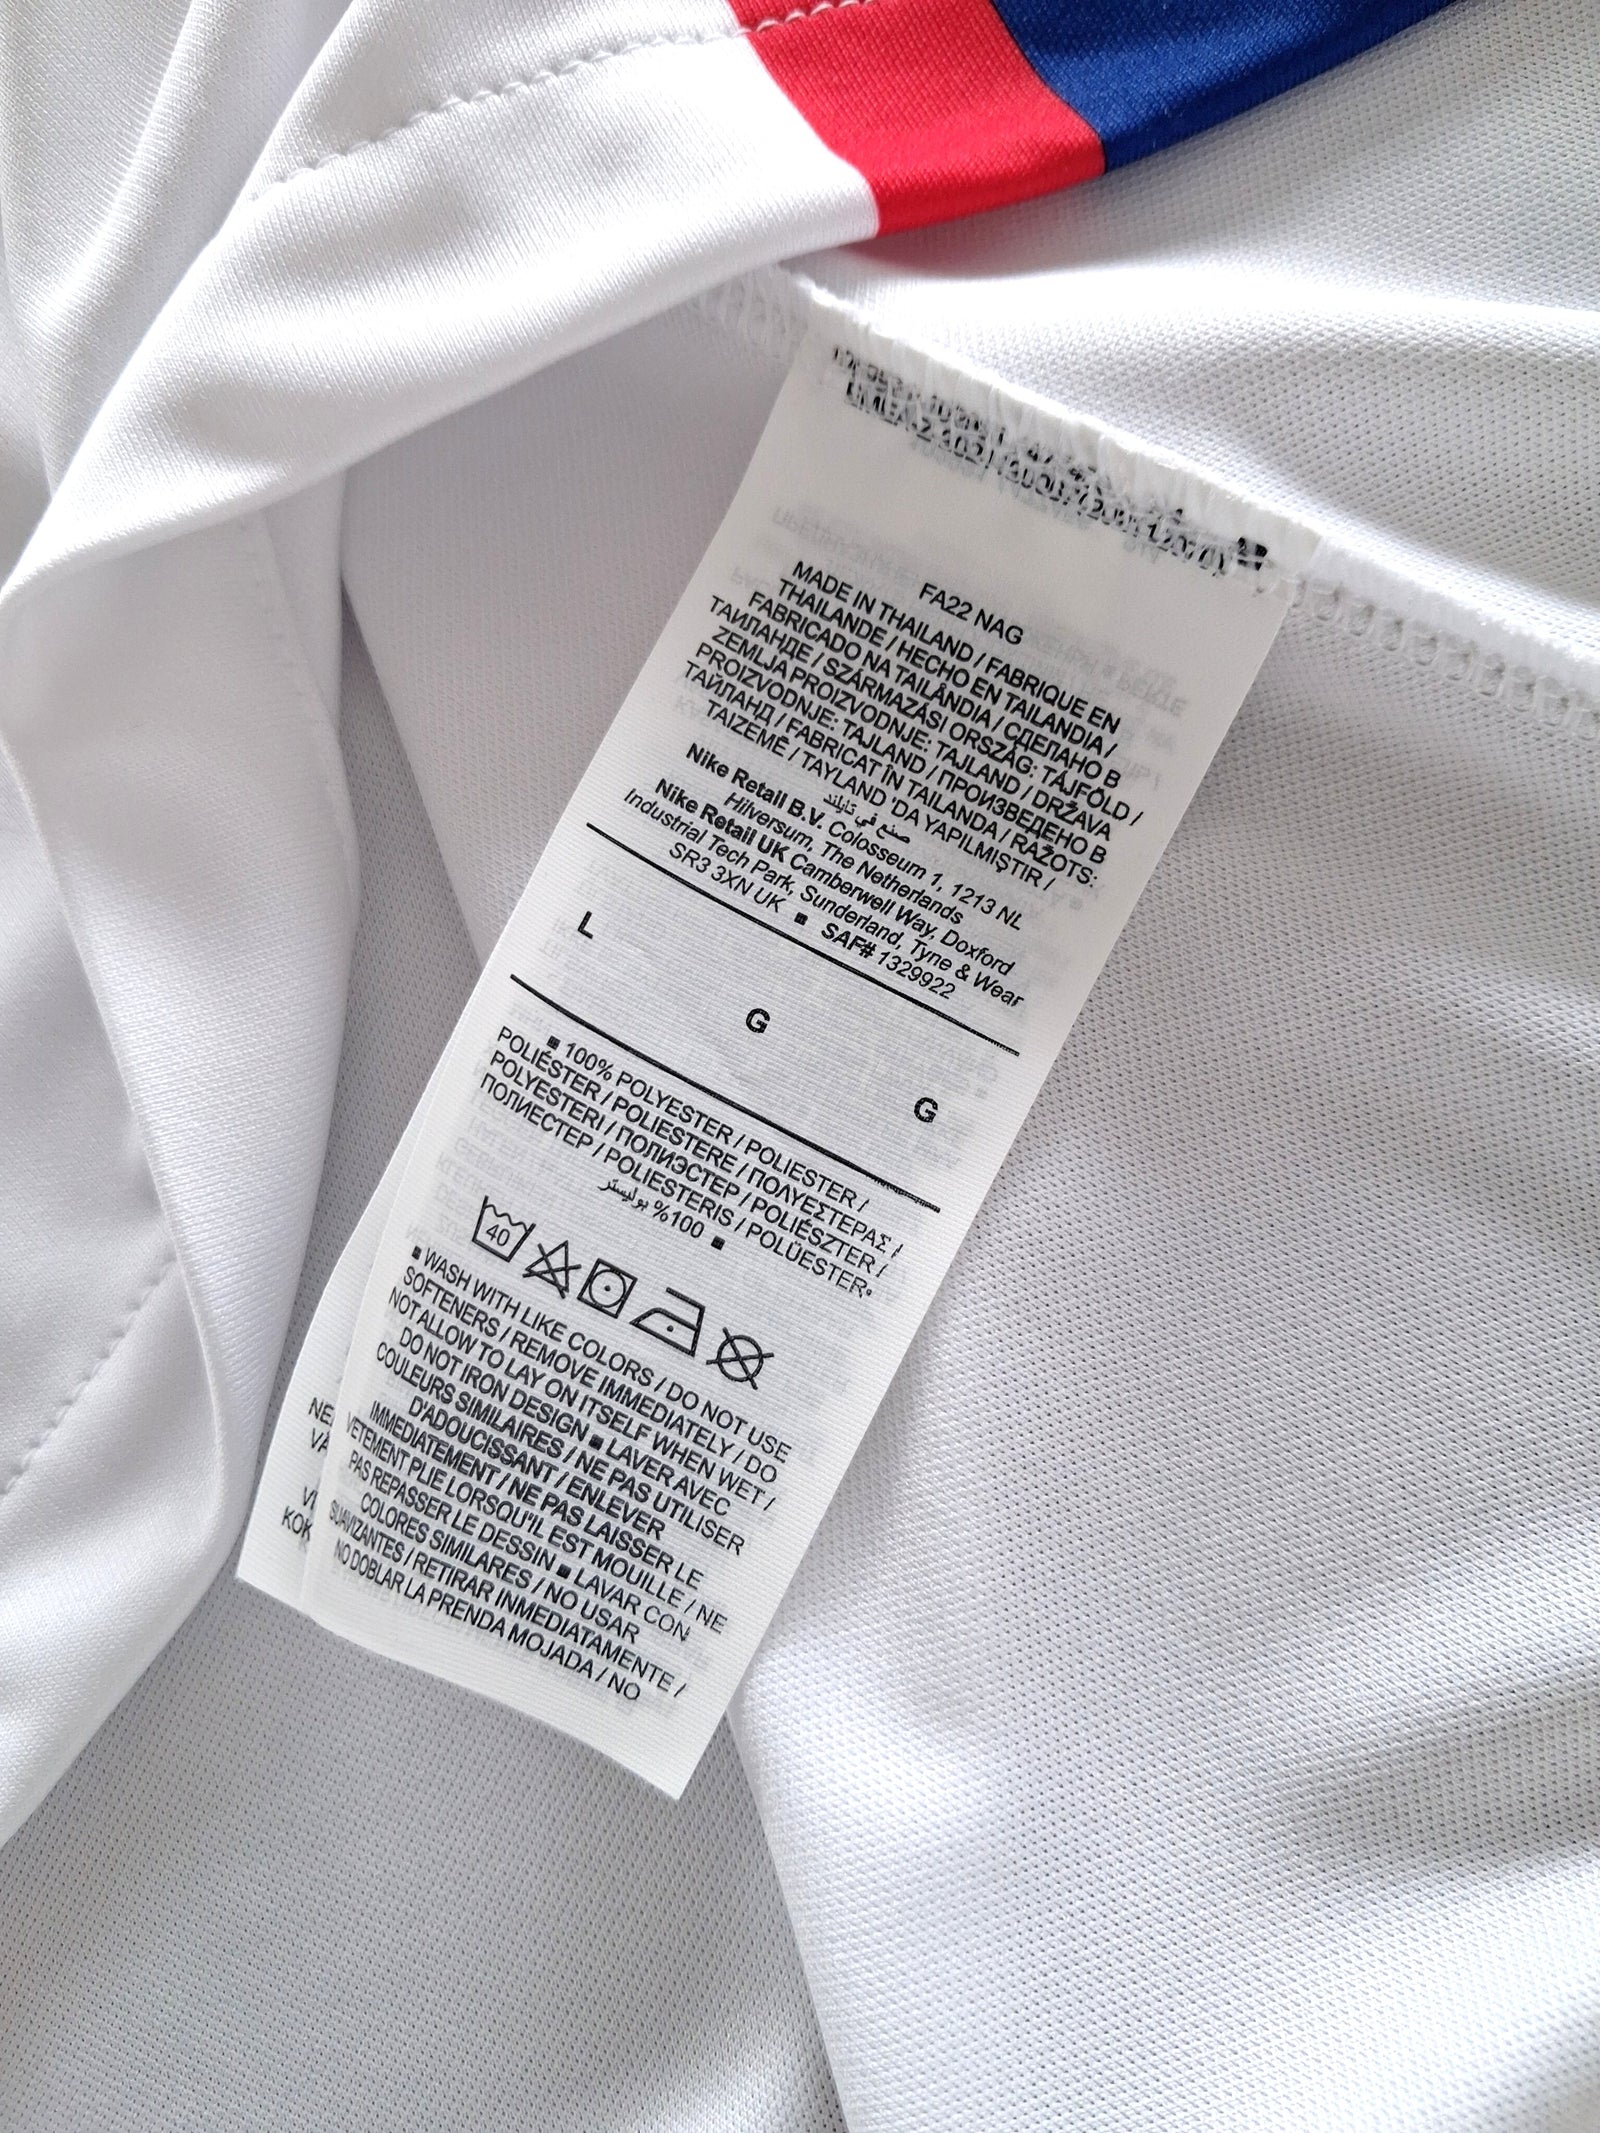 FA22 NAG
MADE IN THAILAND / FABRIQUE EN
THAILANDE / HECHO EN TAILANDIA /
FABRICADO NA TAILÂNDIA / СДЕЛАНО В
ТАИЛАНДЕ / SZÁRMAZÁSI ORSZÁG: TÁJFÖLD /
ZEMLJA PROIZVODNJE: TAJLAND / DRŽAVA
PROIZVODNJE: TAJLAND / ПРОИЗВЕДЕНО В
ТАЙЛАНД / FABRICAT ÎN TAILANDA / RAŽOTS:
TAIZEMĒ / TAYLAND 'DA YAPILMIŞTIR /
صنع في تايلند
Nike Retail B.V. Colosseum 1, 1213 NL
Hilversum, The Netherlands
Nike Retail UK Camberwell Way, Doxford
Industrial Tech Park, Sunderland, Tyne & Wear
SR3 3XN UK ■ SAF# 1329922
L G G
■ 100% POLYESTER / POLIESTER /
POLIÉSTER / POLIESTERE / ΠΟΛΥΕΣΤΕΡΑΣ /
POLYESTERI / ПОЛИЭСТЕР / POLIÉSZTER /
ПОЛИЕСТЕР / POLIESTERIS / POLÜESTER
100% بوليستر ■
40
■ WASH WITH LIKE COLORS / DO NOT USE
SOFTENERS / REMOVE IMMEDIATELY / DO
NOT ALLOW TO LAY ON ITSELF WHEN WET /
DO NOT IRON DESIGN ■ LAVER AVEC
COULEURS SIMILAIRES / NE PAS UTILISER
D'ADOUCISSANT / ENLEVER
IMMEDIATEMENT / NE PAS LAISSER LE
VETEMENT PLIE LORSQU'IL EST MOUILLE / NE
PAS REPASSER LE DESSIN ■ LAVAR CON
COLORES SIMILARES / NO USAR
SUAVIZANTES / RETIRAR INMEDIATAMENTE /
NO DOBLAR LA PRENDA MOJADA / NO